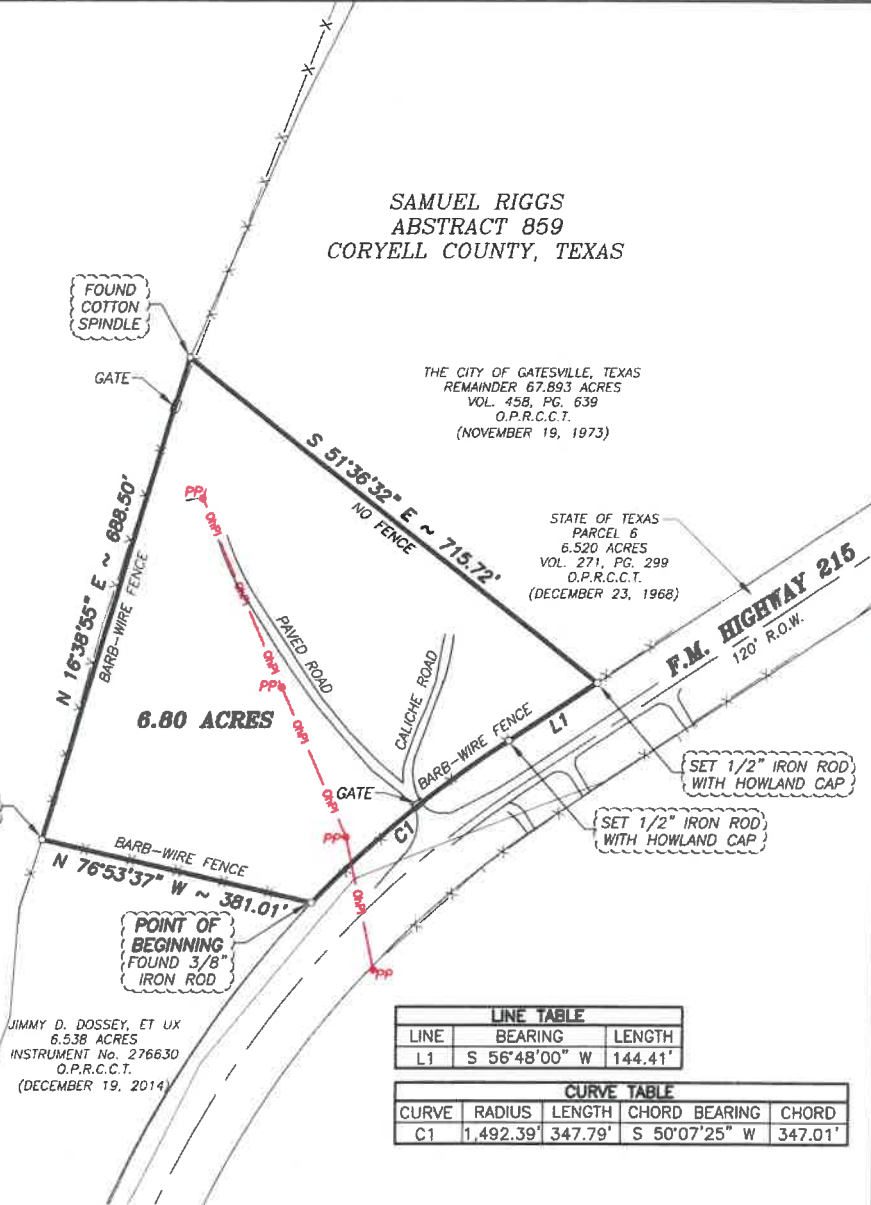 SAMUEL RIGGS
ABSTRACT 859
CORYELL COUNTY, TEXAS
FOUND
COTTON
SPINDLE
GATE
THE CITY OF GATESVILLE, TEXAS
REMAINDER 67.893 ACRES
VOL. 458, PG. 639
O.P.R.C.C.T.
(NOVEMBER 19, 1973)
S 51°36'32" E ~ 715.72'
NO FENCE
N 16°38'55" E ~ 688.50'
BARB-WIRE FENCE
PP
OhPl
OhPl
OhPl
PP
OhPl
OhPl
PP
OhPl
PP
STATE OF TEXAS
PARCEL 6
6.520 ACRES
VOL. 271, PG. 299
O.P.R.C.C.T.
(DECEMBER 23, 1968)
F.M. HIGHWAY 215
120' R.O.W.
PAVED ROAD
CALICHE ROAD
6.80 ACRES
BARB-WIRE FENCE
L1
GATE
C1
SET 1/2" IRON ROD
WITH HOWLAND CAP
SET 1/2" IRON ROD
WITH HOWLAND CAP
BARB-WIRE FENCE
N 76°53'37" W ~ 381.01'
POINT OF
BEGINNING
FOUND 3/8"
IRON ROD
JIMMY D. DOSSEY, ET UX
6.538 ACRES
INSTRUMENT No. 276630
O.P.R.C.C.T.
(DECEMBER 19, 2014)
LINE TABLE
LINE BEARING LENGTH
L1 S 56°48'00" W 144.41'
CURVE TABLE
CURVE RADIUS LENGTH CHORD BEARING CHORD
C1 1,492.39' 347.79' S 50°07'25" W 347.01'